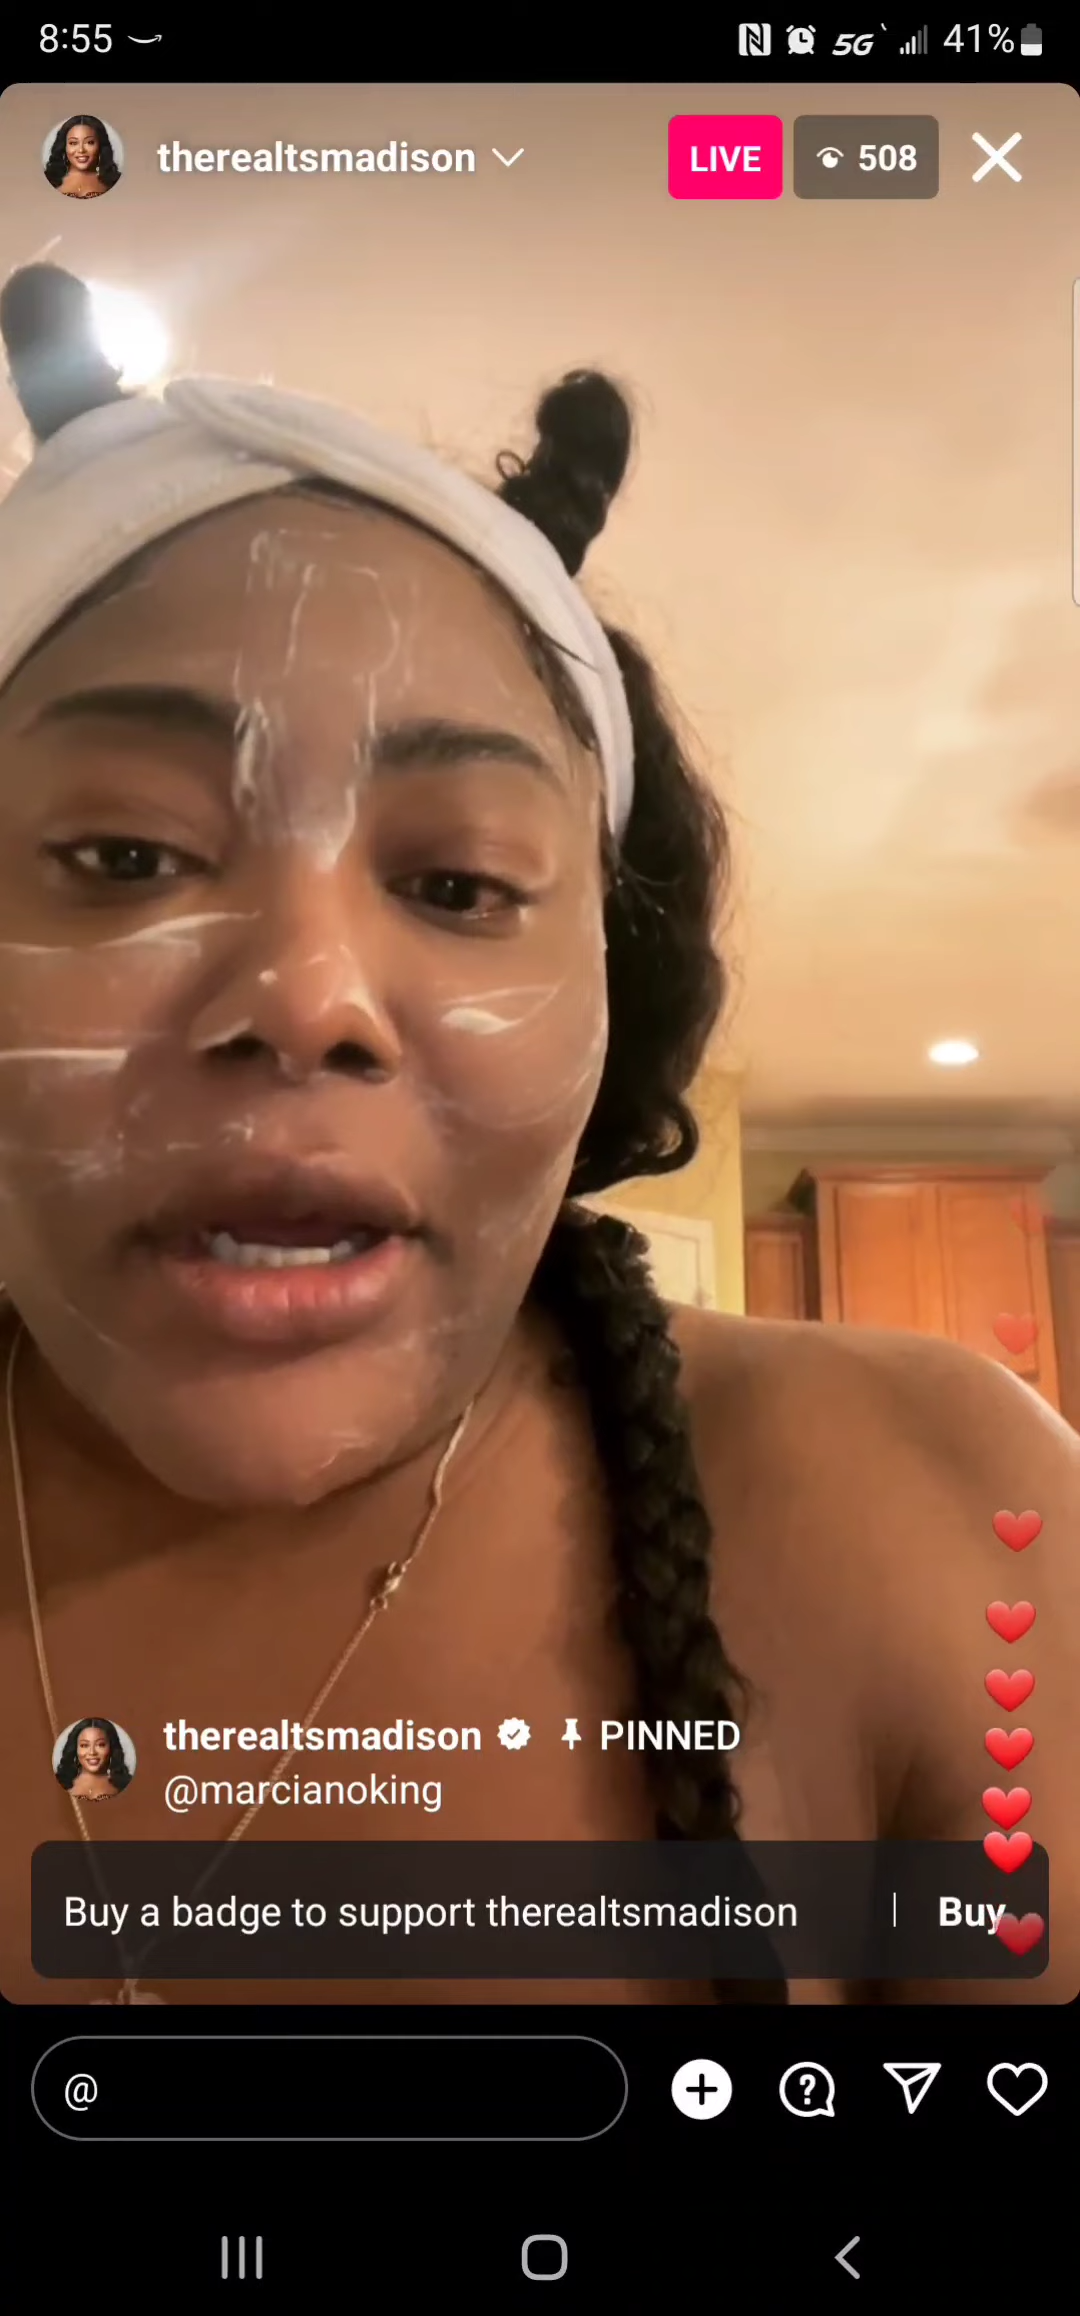 8:55 5G 41%
therealtsmadison LIVE 508
therealtsmadison PINNED
@marcianoking
Buy a badge to support therealtsmadison | Buy
@